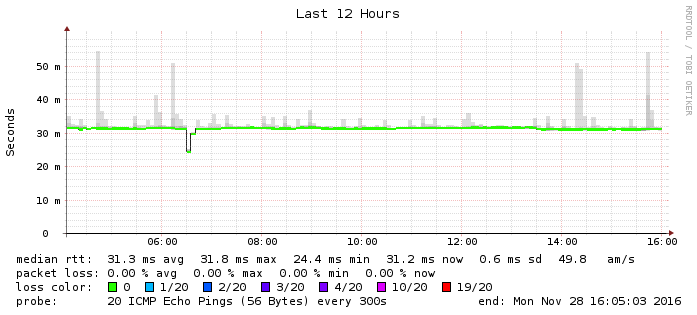 Last 12 Hours
RRDTOOL / TOBI OETIKER
Seconds
50 m
40 m
30 m
20 m
10 m
0
06:00 08:00 10:00 12:00 14:00 16:00
median rtt: 31.3 ms avg 31.8 ms max 24.4 ms min 31.2 ms now 0.6 ms sd 49.8 am/s
packet loss: 0.00 % avg 0.00 % max 0.00 % min 0.00 % now
loss color: 0 1/20 2/20 3/20 4/20 10/20 19/20
probe: 20 ICMP Echo Pings (56 Bytes) every 300s end: Mon Nov 28 16:05:03 2016